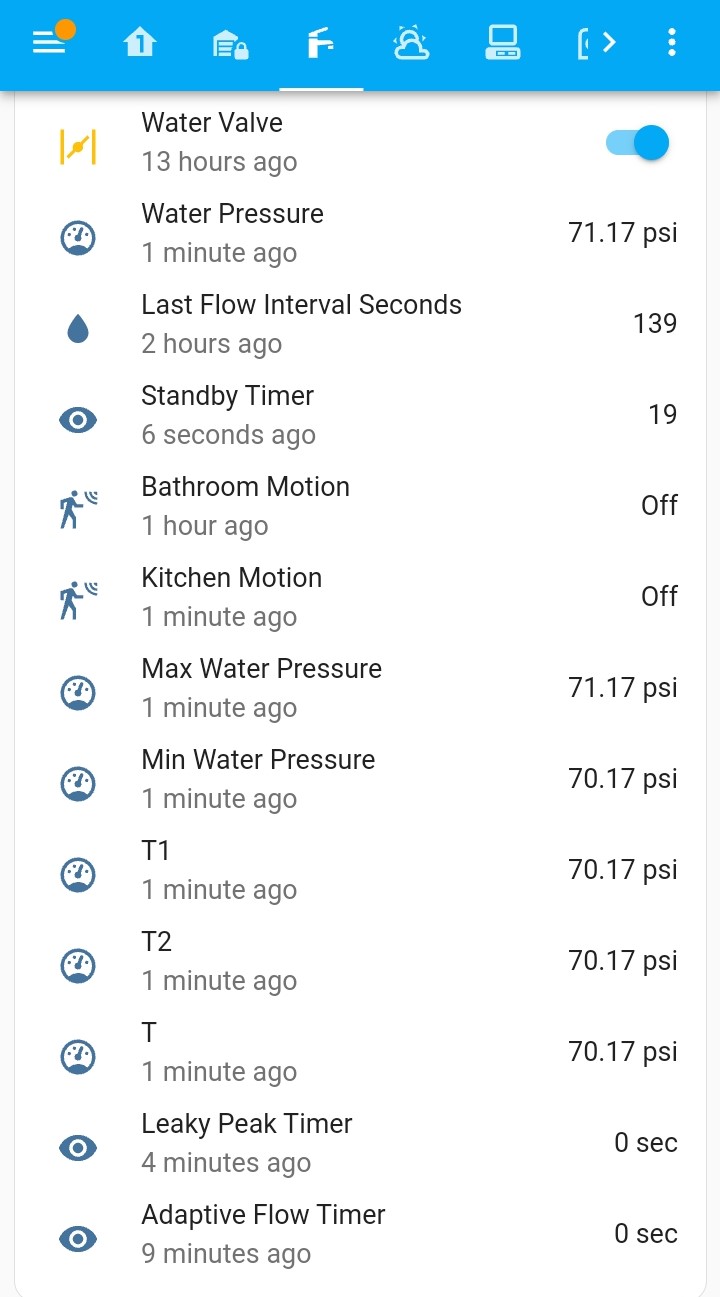 1
Water Valve
13 hours ago
Water Pressure
1 minute ago
71.17 psi
Last Flow Interval Seconds
2 hours ago
139
Standby Timer
6 seconds ago
19
Bathroom Motion
1 hour ago
Off
Kitchen Motion
1 minute ago
Off
Max Water Pressure
1 minute ago
71.17 psi
Min Water Pressure
1 minute ago
70.17 psi
T1
1 minute ago
70.17 psi
T2
1 minute ago
70.17 psi
T
1 minute ago
70.17 psi
Leaky Peak Timer
4 minutes ago
0 sec
Adaptive Flow Timer
9 minutes ago
0 sec